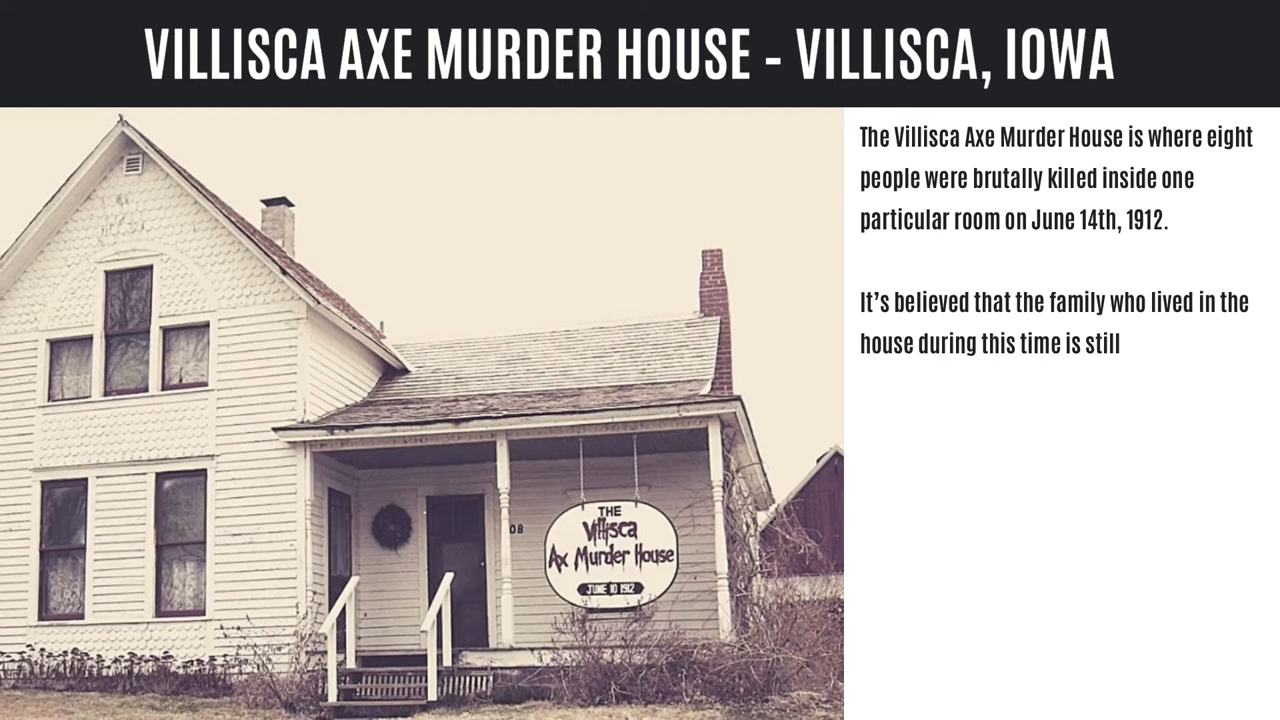 VILLISCA AXE MURDER HOUSE – VILLISCA, IOWA
The Villisca Axe Murder House is where eight
people were brutally killed inside one
particular room on June 14th, 1912.
It’s believed that the family who lived in the
house during this time is still
08
THE
Villisca
Ax Murder House
JUNE 10 1912